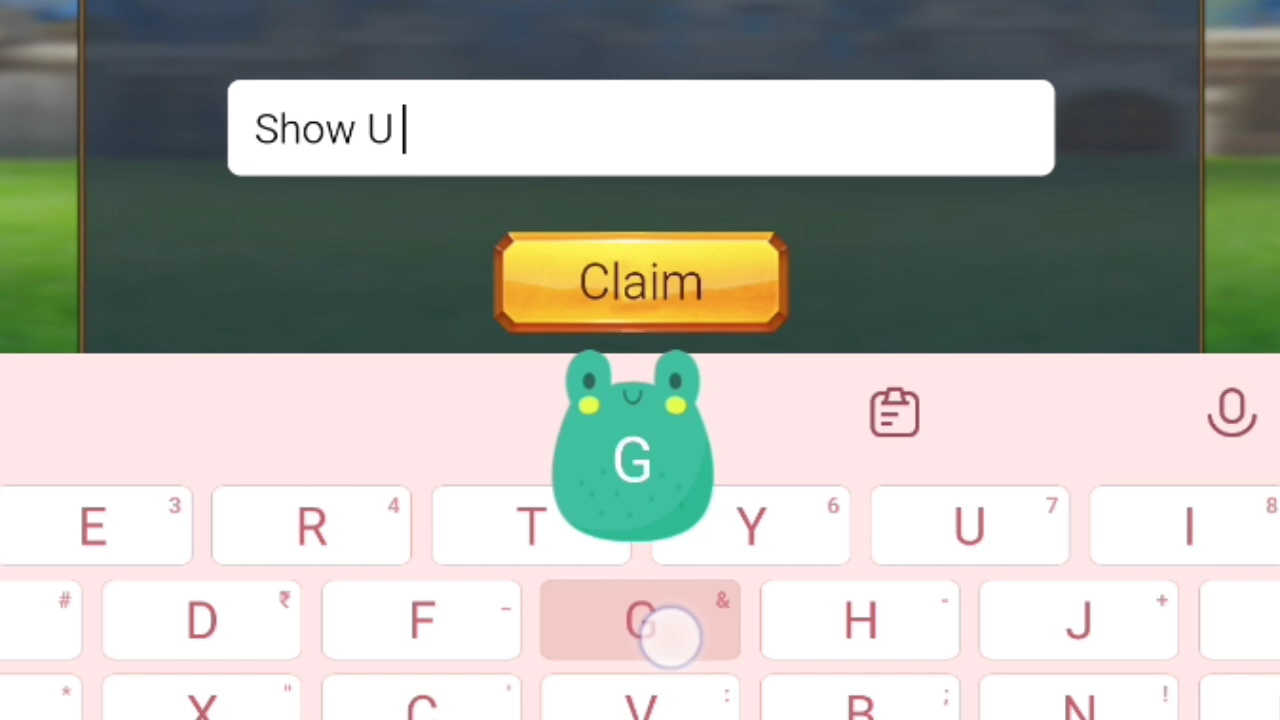 Show U
Claim
G
E 3 R 4 T Y 6 U 7 I 8
# D ₹ F _ G & H - J +
* X " C ' V : B ; N !